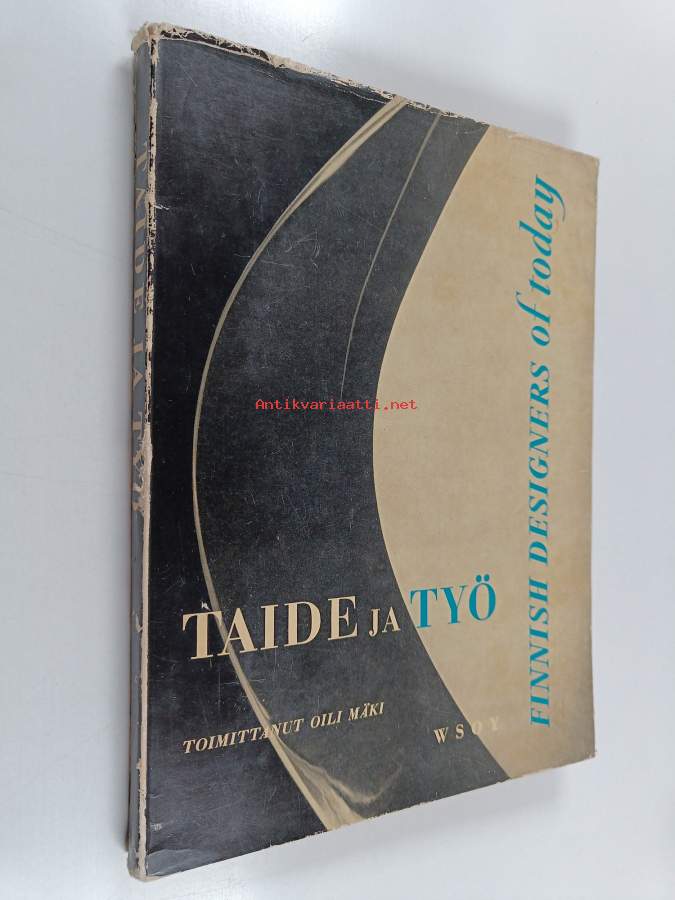 TAIDE JA TYÖ
Antikvariaatti.net
TAIDE JA TYÖ
TOIMITTANUT OILI MÄKI
WSOY
FINNISH DESIGNERS of today